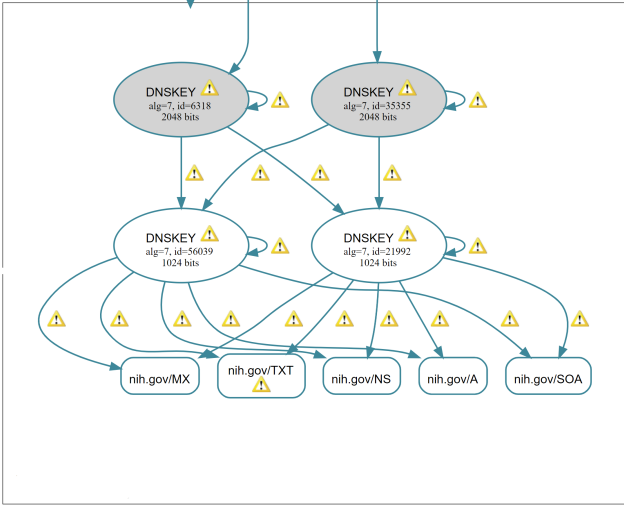 DNSKEY
alg=7, id=6318
2048 bits
DNSKEY
alg=7, id=35355
2048 bits
DNSKEY
alg=7, id=56039
1024 bits
DNSKEY
alg=7, id=21992
1024 bits
nih.gov/MX
nih.gov/TXT
nih.gov/NS
nih.gov/A
nih.gov/SOA